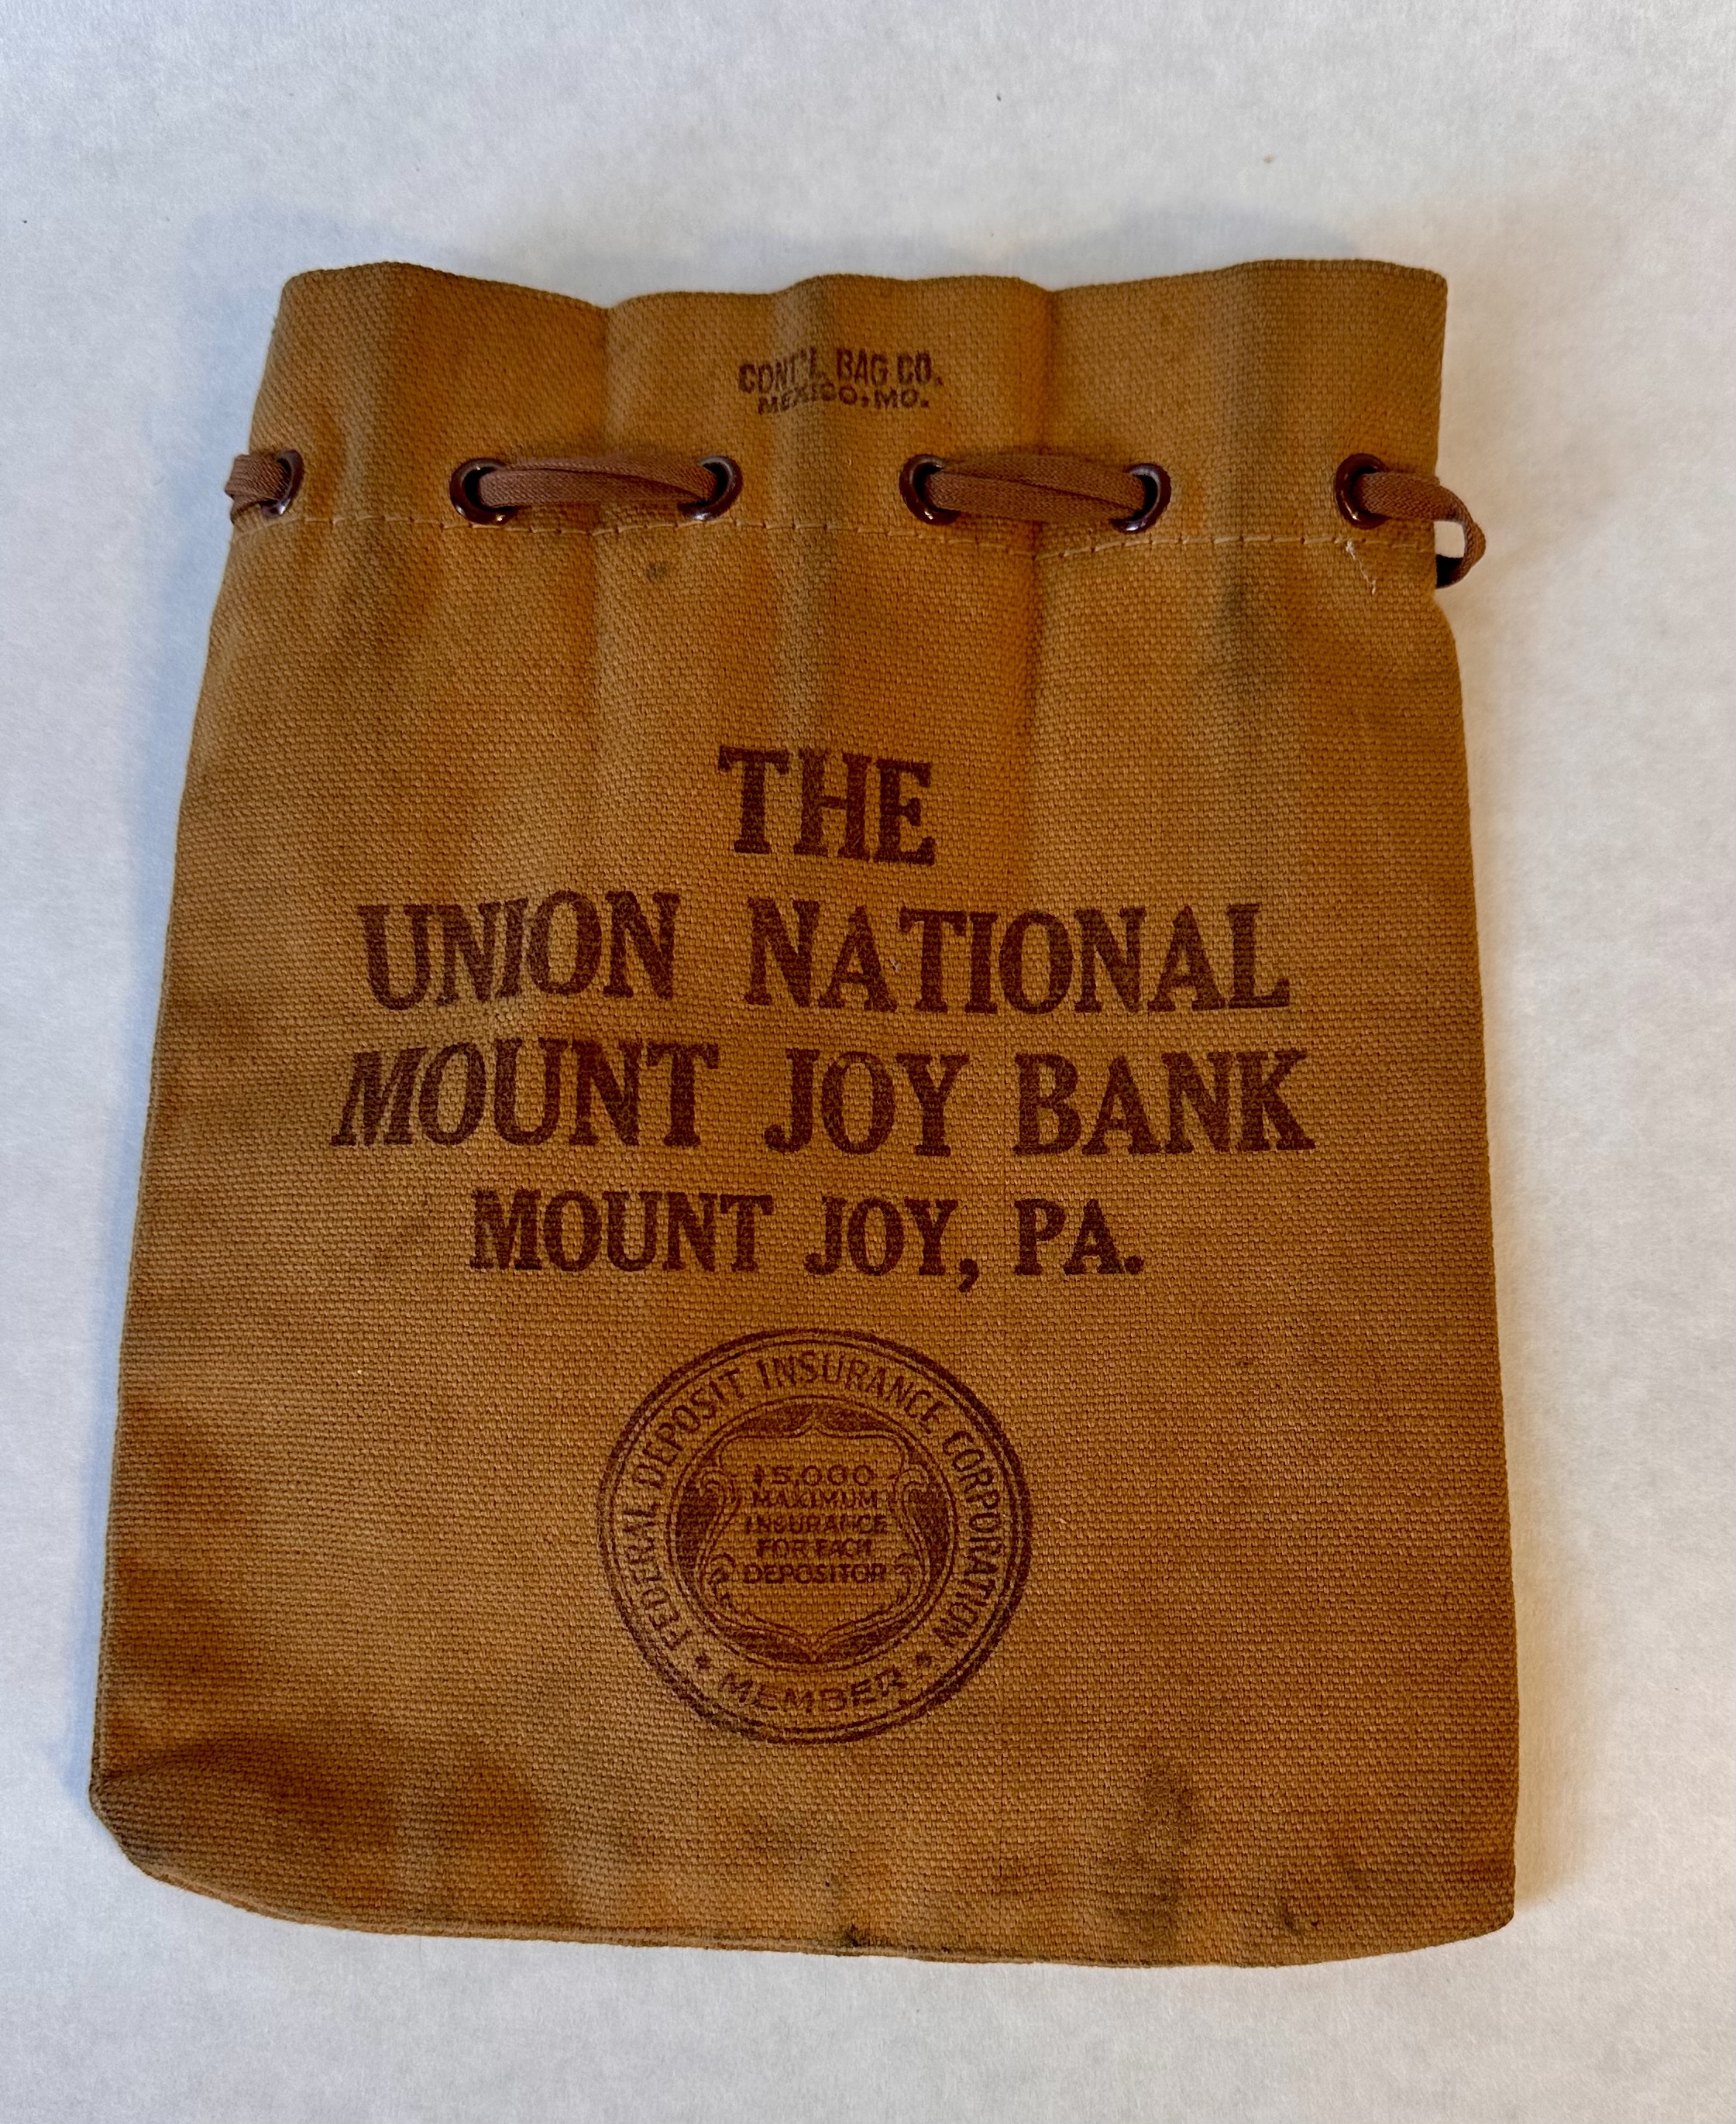 CONT'L. BAG CO.
MEXICO, MO.
THE
UNION NATIONAL
MOUNT JOY BANK
MOUNT JOY, PA.
FEDERAL DEPOSIT INSURANCE CORPORATION
$5,000
MAXIMUM
INSURANCE
FOR EACH
DEPOSITOR
MEMBER